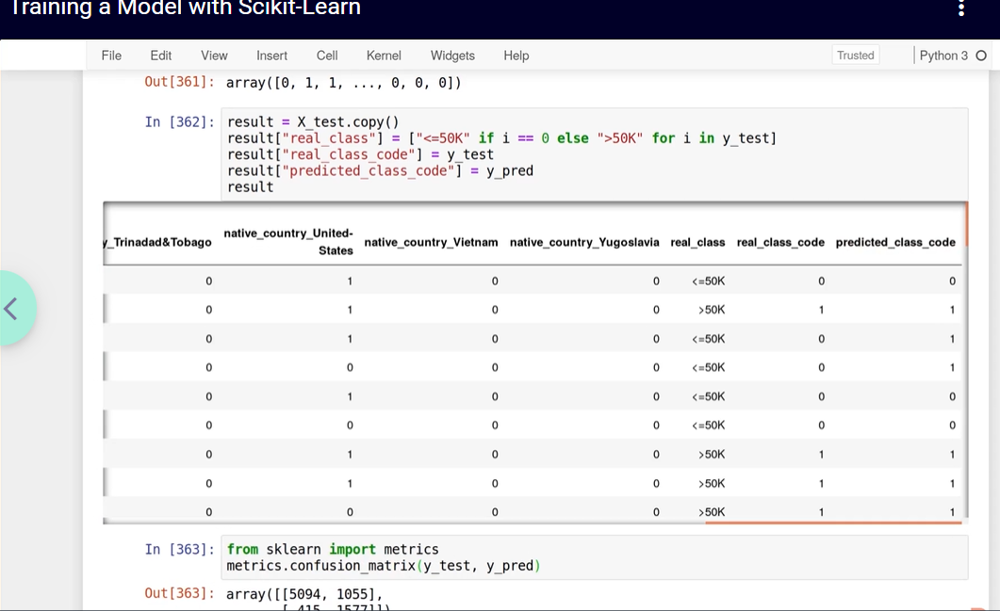 Training a Model with Scikit-Learn
File Edit View Insert Cell Kernel Widgets Help Trusted Python 3
Out[361]: array([0, 1, 1, ..., 0, 0, 0])
In [362]: result = X_test.copy()
result["real_class"] = ["<=50K" if i == 0 else ">50K" for i in y_test]
result["real_class_code"] = y_test
result["predicted_class_code"] = y_pred
result
y_Trinadad&Tobago native_country_United-States native_country_Vietnam native_country_Yugoslavia real_class real_class_code predicted_class_code
0 1 0 0 <=50K 0 0
0 1 0 0 >50K 1 1
0 1 0 0 <=50K 0 1
0 0 0 0 <=50K 0 1
0 1 0 0 <=50K 0 0
0 0 0 0 <=50K 0 0
0 1 0 0 >50K 1 1
0 1 0 0 >50K 1 1
0 0 0 0 >50K 1 1
In [363]: from sklearn import metrics
metrics.confusion_matrix(y_test, y_pred)
Out[363]: array([[5094, 1055],
[ 415, 1577]])